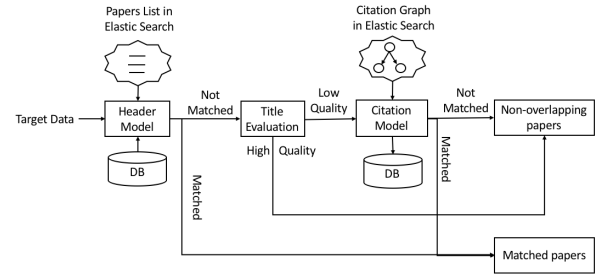 Papers List in
Elastic Search
Citation Graph
in Elastic Search
Target Data
Header
Model
Not
Matched
Title
Evaluation
Low
Quality
Citation
Model
Not
Matched
Non-overlapping
papers
High Quality
DB
DB
Matched
Matched
Matched papers